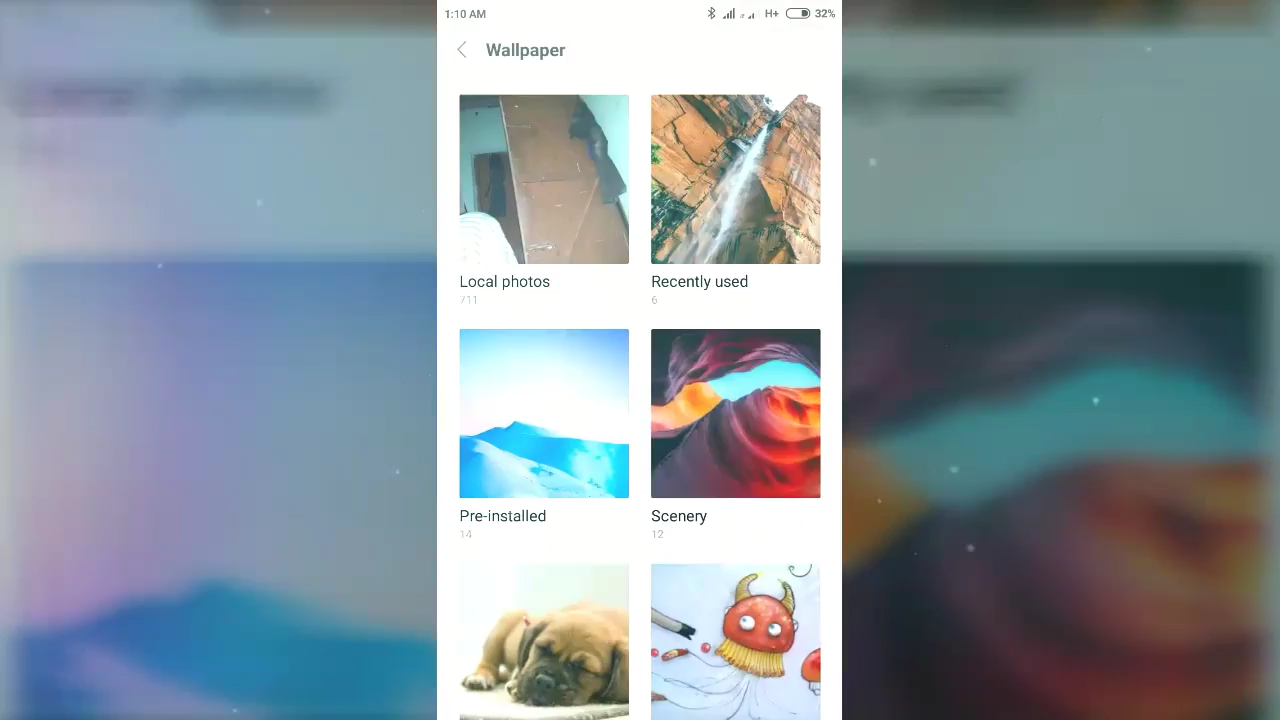 1:10 AM H+ 32%
Wallpaper
Local photos Recently used
711 6
Pre-installed Scenery
14 12